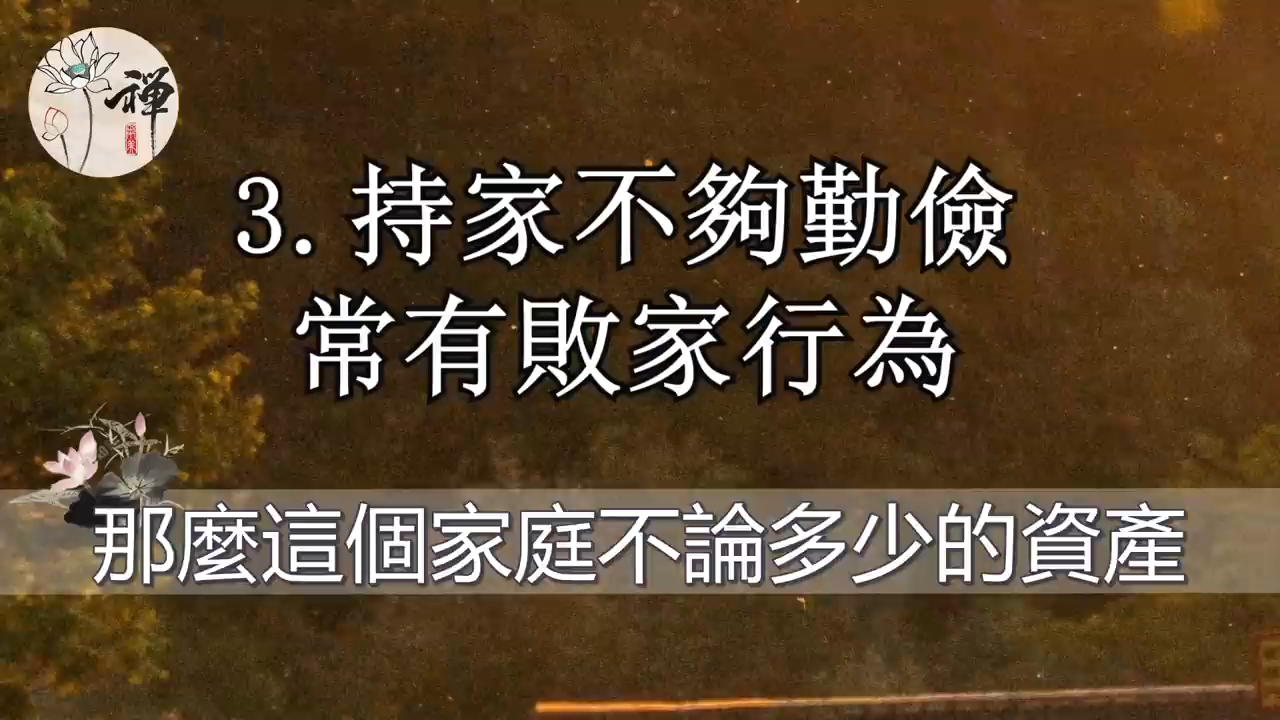 禅
3.持家不夠勤儉
常有敗家行為
那麼這個家庭不論多少的資產